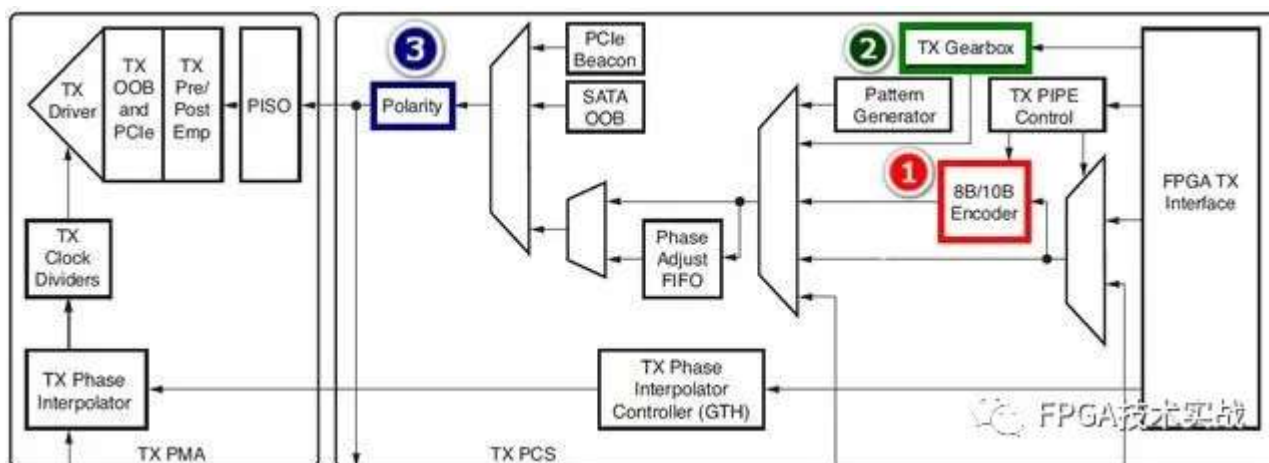 TX
Driver
TX
OOB
and
PCIe
TX
Pre/
Post
Emp
PISO
3
Polarity
PCIe
Beacon
SATA
OOB
2
TX Gearbox
Pattern
Generator
TX PIPE
Control
1
8B/10B
Encoder
FPGA TX
Interface
TX
Clock
Dividers
Phase
Adjust
FIFO
TX Phase
Interpolator
TX Phase
Interpolator
Controller (GTH)
FPGA技术实战
TX PMA
TX PCS